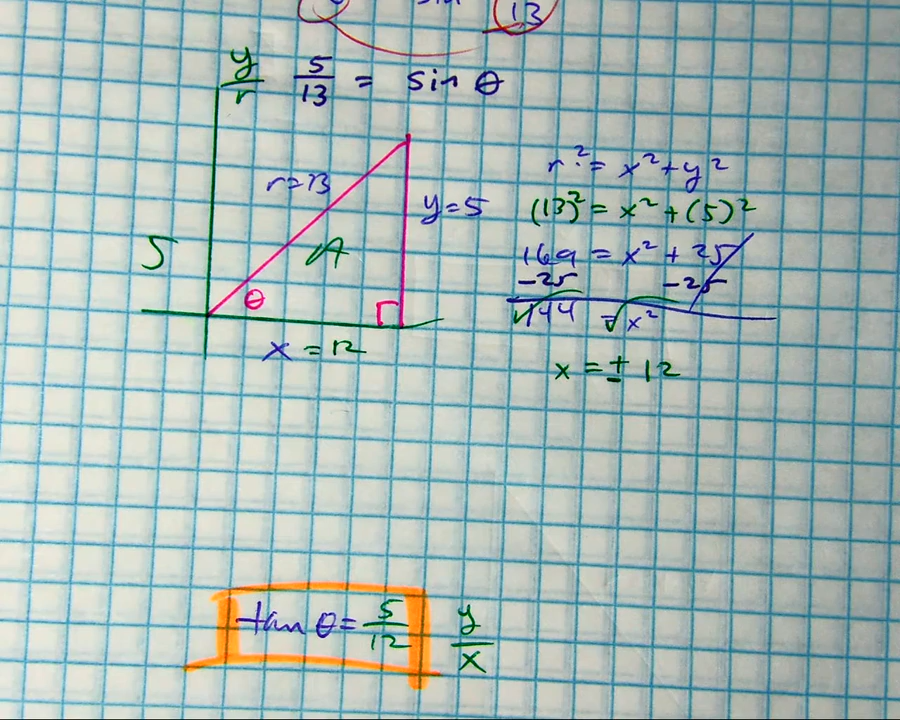 13
y/r 5/13 = sin θ
r=13
y=5
S
A
θ
x = 12
r² = x² + y²
(13)² = x² + (5)²
169 = x² + 25
-25 -25
√144 = √x²
x = ± 12
tan θ = 5/12 y/x